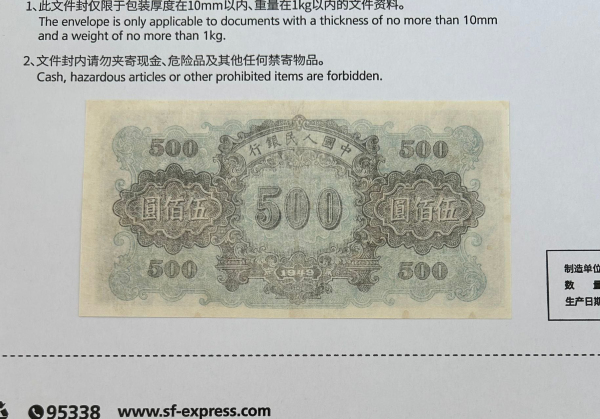 1、此文件封仅限于包装厚度在10mm以内、重量在1kg以内的文件资料。
The envelope is only applicable to documents with a thickness of no more than 10mm
and a weight of no more than 1kg.
2、文件封内请勿夹寄现金、危险品及其他任何禁寄物品。
Cash, hazardous articles or other prohibited items are forbidden.
行銀民人國中
500
500
圓佰伍
500
圓佰伍
500
1949
500
制造单位
数 量
生产日期
95338 www.sf-express.com